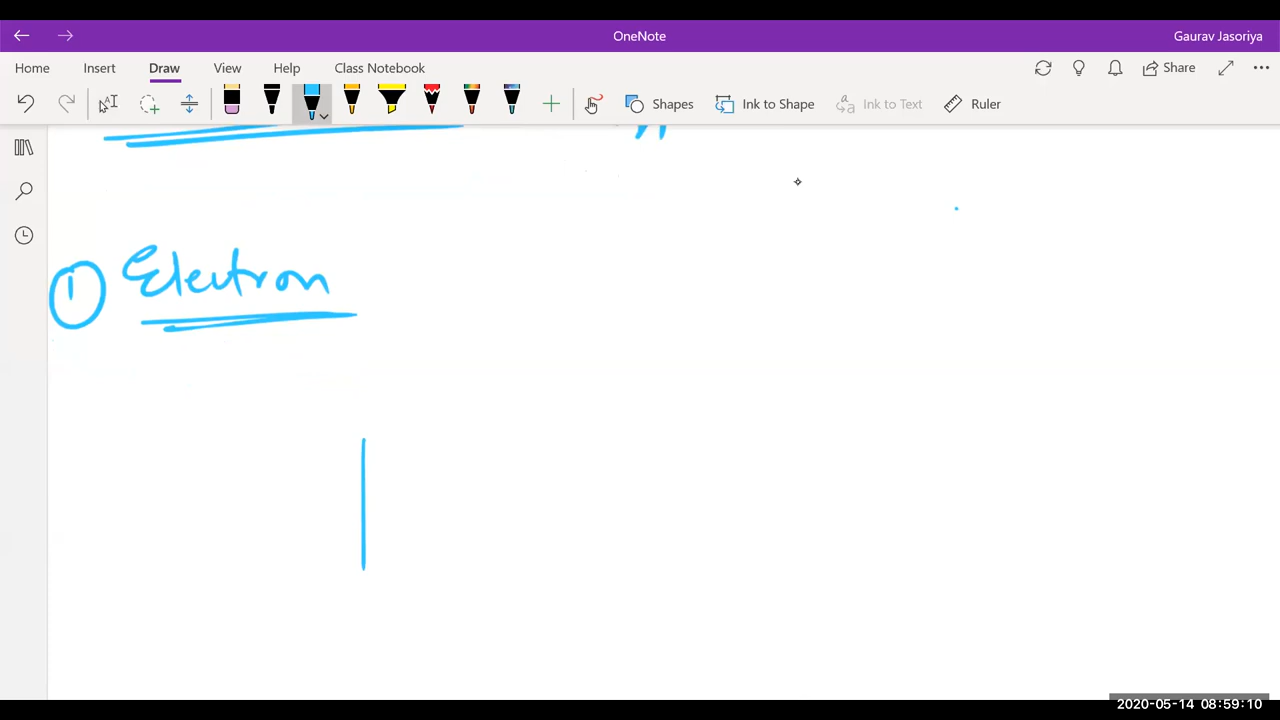 OneNote
Gaurav Jasoriya
Home Insert Draw View Help Class Notebook Share
Shapes Ink to Shape Ink to Text Ruler
① Electron
2020-05-14 08:59:10